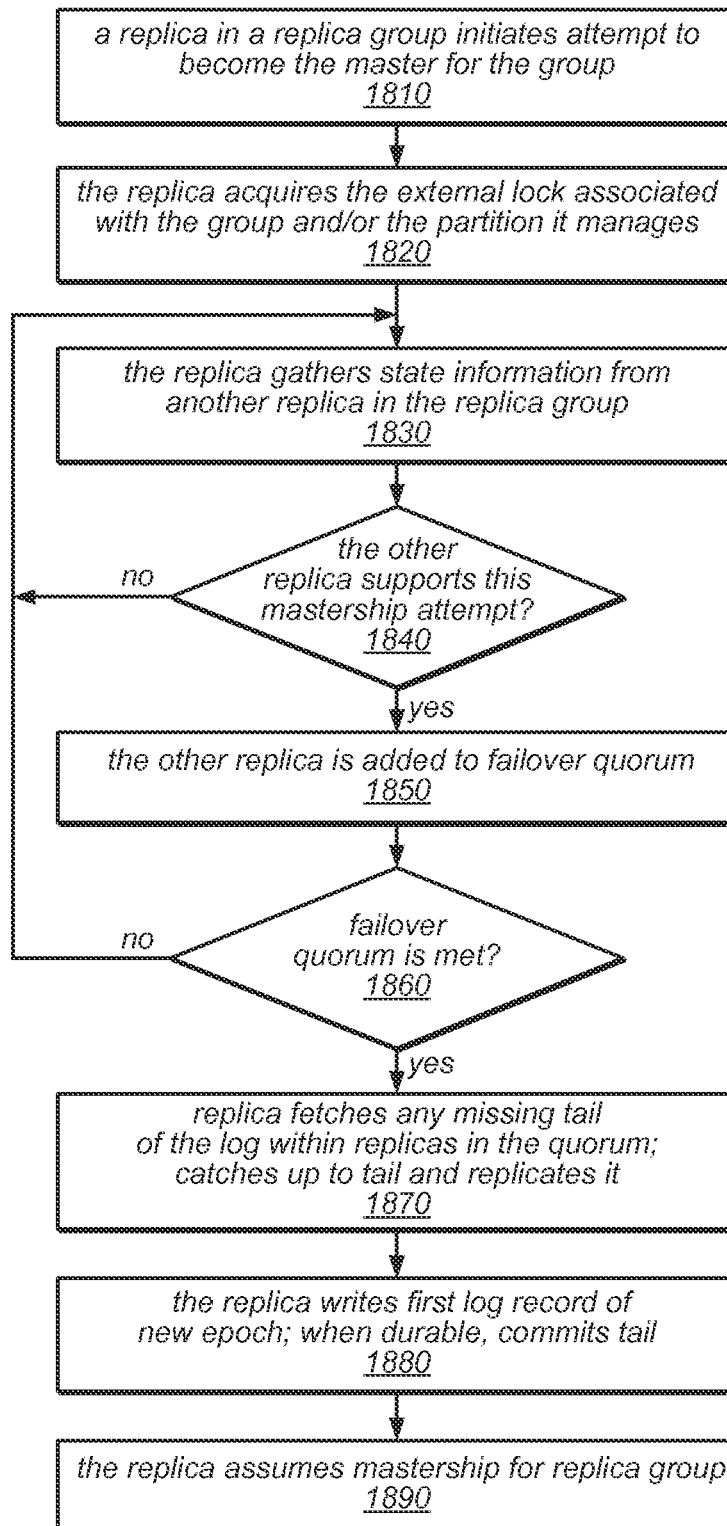 a replica in a replica group initiates attempt to
become the master for the group
1810
the replica acquires the external lock associated
with the group and/or the partition it manages
1820
the replica gathers state information from
another replica in the replica group
1830
the other
replica supports this
mastership attempt?
1840
no
yes
the other replica is added to failover quorum
1850
failover
quorum is met?
1860
no
yes
replica fetches any missing tail
of the log within replicas in the quorum;
catches up to tail and replicates it
1870
the replica writes first log record of
new epoch; when durable, commits tail
1880
the replica assumes mastership for replica group
1890